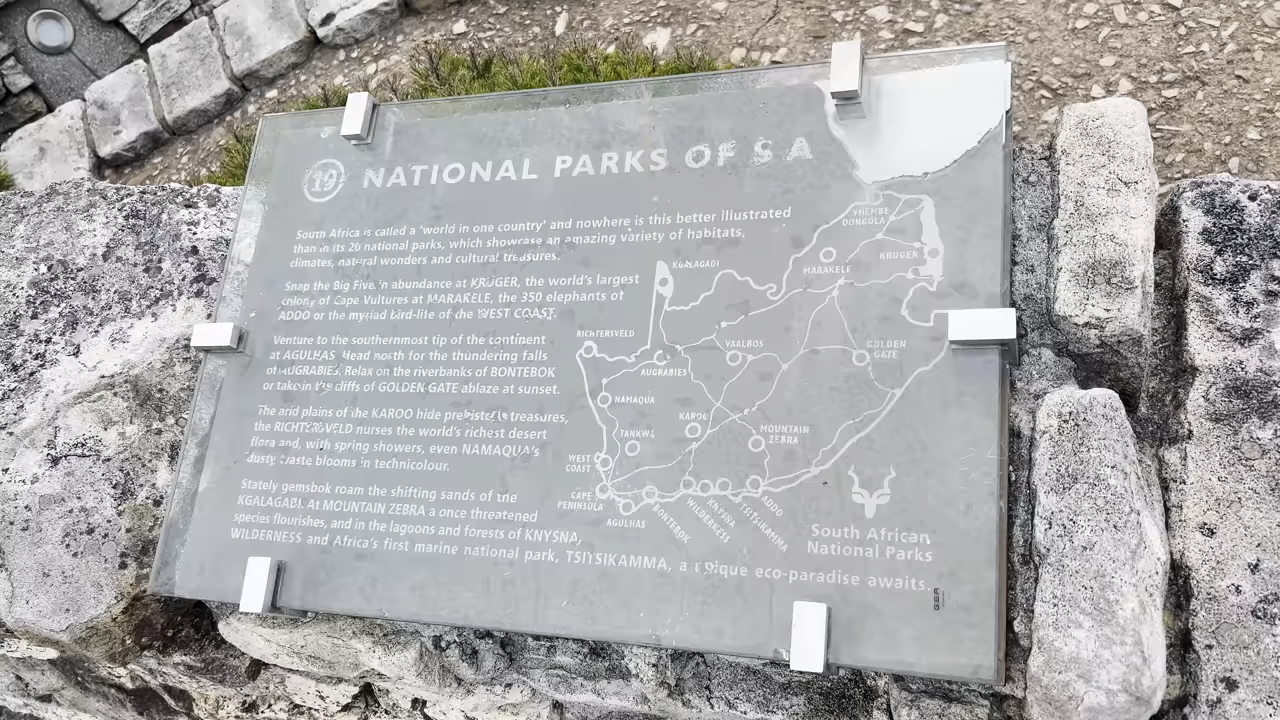 19
NATIONAL PARKS OF SA
South Africa is called a 'world in one country' and nowhere is this better illustrated
than in its 20 national parks, which showcase an amazing variety of habitats,
climates, natural wonders and cultural treasures.
Snap the Big Five in abundance at KRUGER, the world's largest
colony of Cape Vultures at MARAKELE, the 350 elephants of
ADDO or the myriad bird-life of the WEST COAST.
Venture to the southernmost tip of the continent
at AGULHAS. Head north for the thundering falls
of AUGRABIES. Relax on the riverbanks of BONTEBOK
or take in the cliffs of GOLDEN GATE ablaze at sunset.
The arid plains of the KAROO hide prehistoric treasures,
the RICHTERSVELD nurses the world's richest desert
flora and, with spring showers, even NAMAQUA's
dusty waste blooms in technicolour.
Stately gemsbok roam the shifting sands of the
KGALAGADI. At MOUNTAIN ZEBRA a once threatened
species flourishes, and in the lagoons and forests of KNYSNA,
WILDERNESS and Africa's first marine national park, TSITSIKAMMA, a unique eco-paradise awaits.
VHEMBE
DONGOLA
KRUGER
MARAKELE
KGALAGADI
RICHTERSVELD
AUGRABIES
VAALBOS
GOLDEN
GATE
NAMAQUA
KAROO
TANKWA
MOUNTAIN
ZEBRA
WEST
COAST
CAPE
PENINSULA
AGULHAS
BONTEBOK
WILDERNESS
KNYSNA
TSITSIKAMMA
ADDO
South African
National Parks